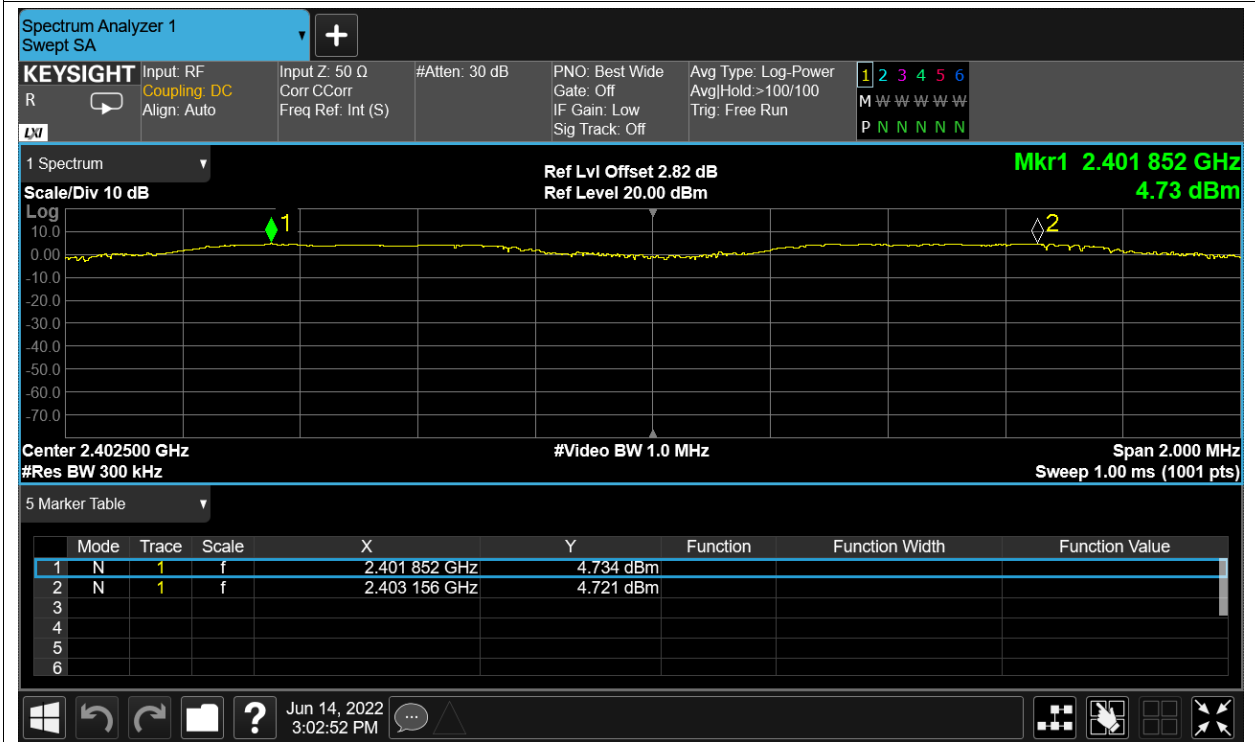 Spectrum Analyzer 1
Swept SA
+
KEYSIGHT Input: RF Input Z: 50 Ω #Atten: 30 dB PNO: Best Wide Avg Type: Log-Power 1 2 3 4 5 6
R Coupling: DC Corr CCorr Gate: Off Avg|Hold:>100/100 M W W W W W
Align: Auto Freq Ref: Int (S) IF Gain: Low Trig: Free Run
LXI Sig Track: Off P N N N N N N
1 Spectrum Ref Lvl Offset 2.82 dB Mkr1 2.401 852 GHz
Scale/Div 10 dB Ref Level 20.00 dBm 4.73 dBm
Log
10.0 1 2
0.00
-10.0
-20.0
-30.0
-40.0
-50.0
-60.0
-70.0
Center 2.402500 GHz #Video BW 1.0 MHz Span 2.000 MHz
#Res BW 300 kHz Sweep 1.00 ms (1001 pts)
5 Marker Table
Mode Trace Scale X Y Function Function Width Function Value
1 N 1 f 2.401 852 GHz 4.734 dBm
2 N 1 f 2.403 156 GHz 4.721 dBm
3
4
5
6
? Jun 14, 2022
3:02:52 PM